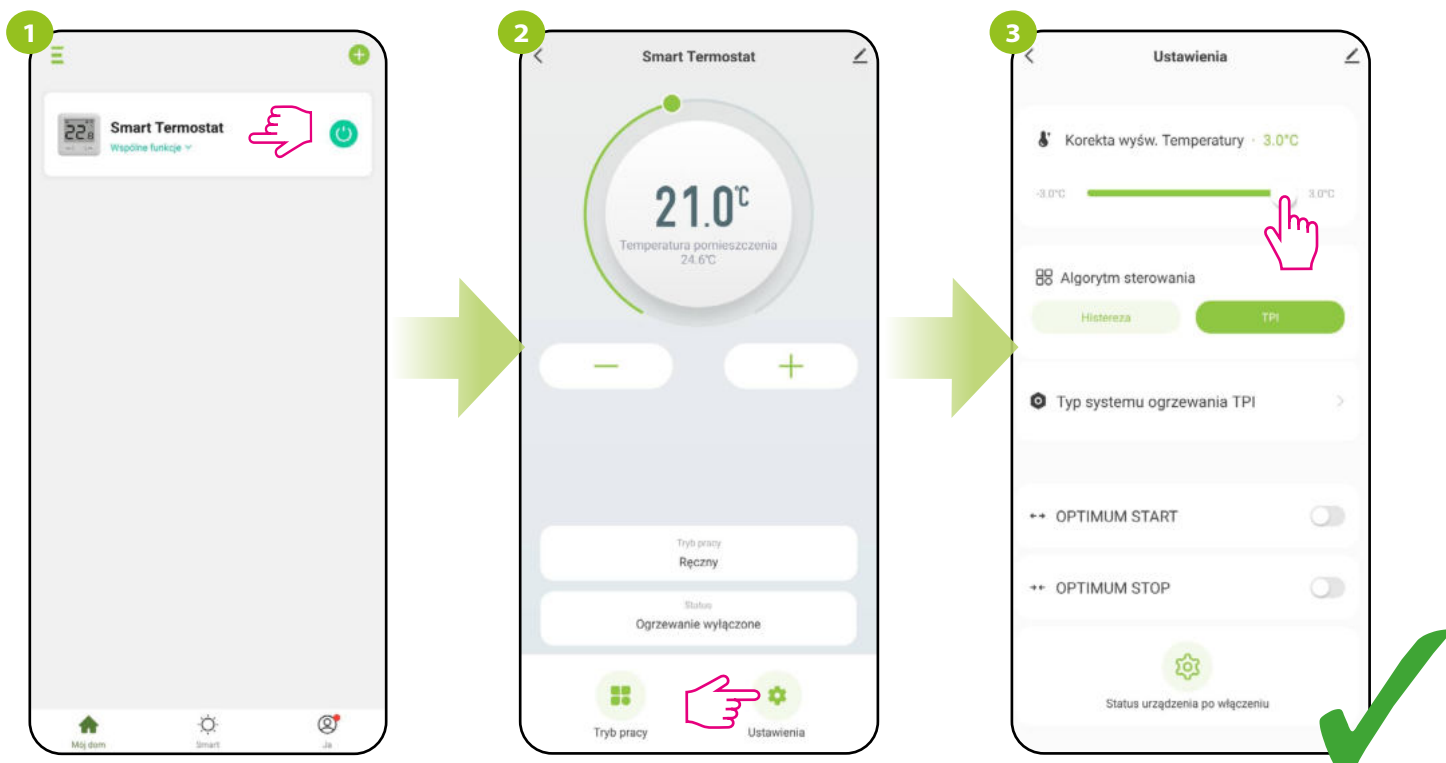 1
Smart Termostat
Wspólne funkcje
Mój dom
Smart
Ja
2
Smart Termostat
21.0°C
Temperatura pomieszczenia
24.6°C
Tryb pracy
Ręczny
Status
Ogrzewanie wyłączone
Tryb pracy
Ustawienia
3
Ustawienia
Korekta wyśw. Temperatury · 3.0°C
-3.0°C
3.0°C
Algorytm sterowania
Histereza
TPI
Typ systemu ogrzewania TPI
OPTIMUM START
OPTIMUM STOP
Status urządzenia po włączeniu